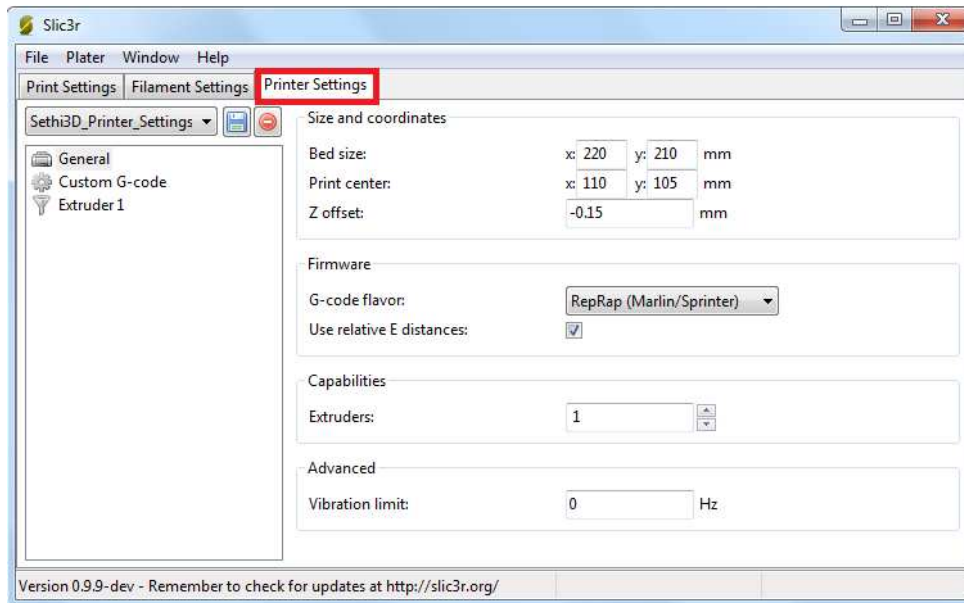 Slic3r
File Plater Window Help
Print Settings Filament Settings Printer Settings
Sethi3D_Printer_Settings
General
Custom G-code
Extruder 1
Size and coordinates
Bed size: x: 220 y: 210 mm
Print center: x: 110 y: 105 mm
Z offset: -0.15 mm
Firmware
G-code flavor: RepRap (Marlin/Sprinter)
Use relative E distances:
Capabilities
Extruders: 1
Advanced
Vibration limit: 0 Hz
Version 0.9.9-dev - Remember to check for updates at http://slic3r.org/